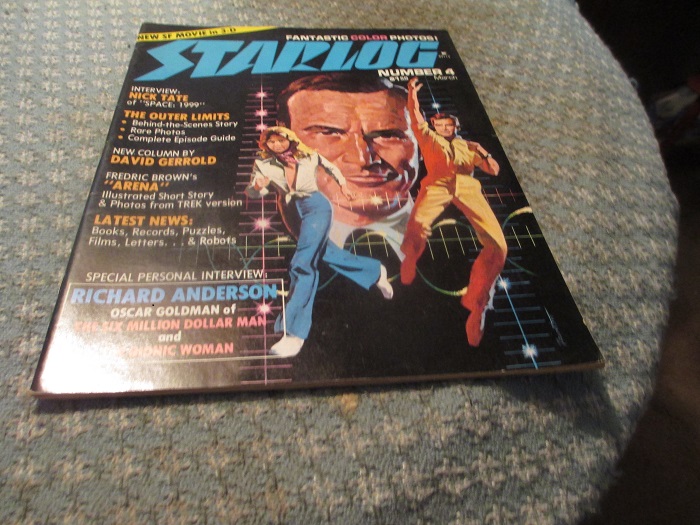 NEW SF MOVIE in 3-D
FANTASTIC COLOR PHOTOS!
STARLOG
NUMBER 4
March
INTERVIEW:
NICK TATE
of "SPACE: 1999"
THE OUTER LIMITS
• Behind-the-Scenes Story
• Rare Photos
• Complete Episode Guide
NEW COLUMN BY
DAVID GERROLD
FREDRIC BROWN'S
"ARENA"
Illustrated Short Story
& Photos from TREK version
LATEST NEWS:
Books, Records, Puzzles,
Films, Letters. . . & Robots
SPECIAL PERSONAL INTERVIEW:
RICHARD ANDERSON
OSCAR GOLDMAN of
THE SIX MILLION DOLLAR MAN
and
BIONIC WOMAN